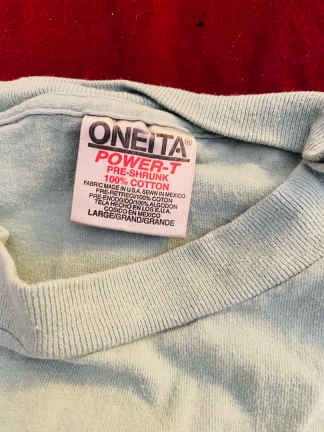 ONEITA®
POWER-T
PRE-SHRUNK
100% COTTON
FABRIC MADE IN U.S.A. SEWN IN MEXICO
PRE-RETRECI/100% COTON
PRE-ENCOGIDO/100% ALGODON
TELA HECHO EN LOS E.U.A.
COSIDO EN MEXICO
LARGE/GRAND/GRANDE